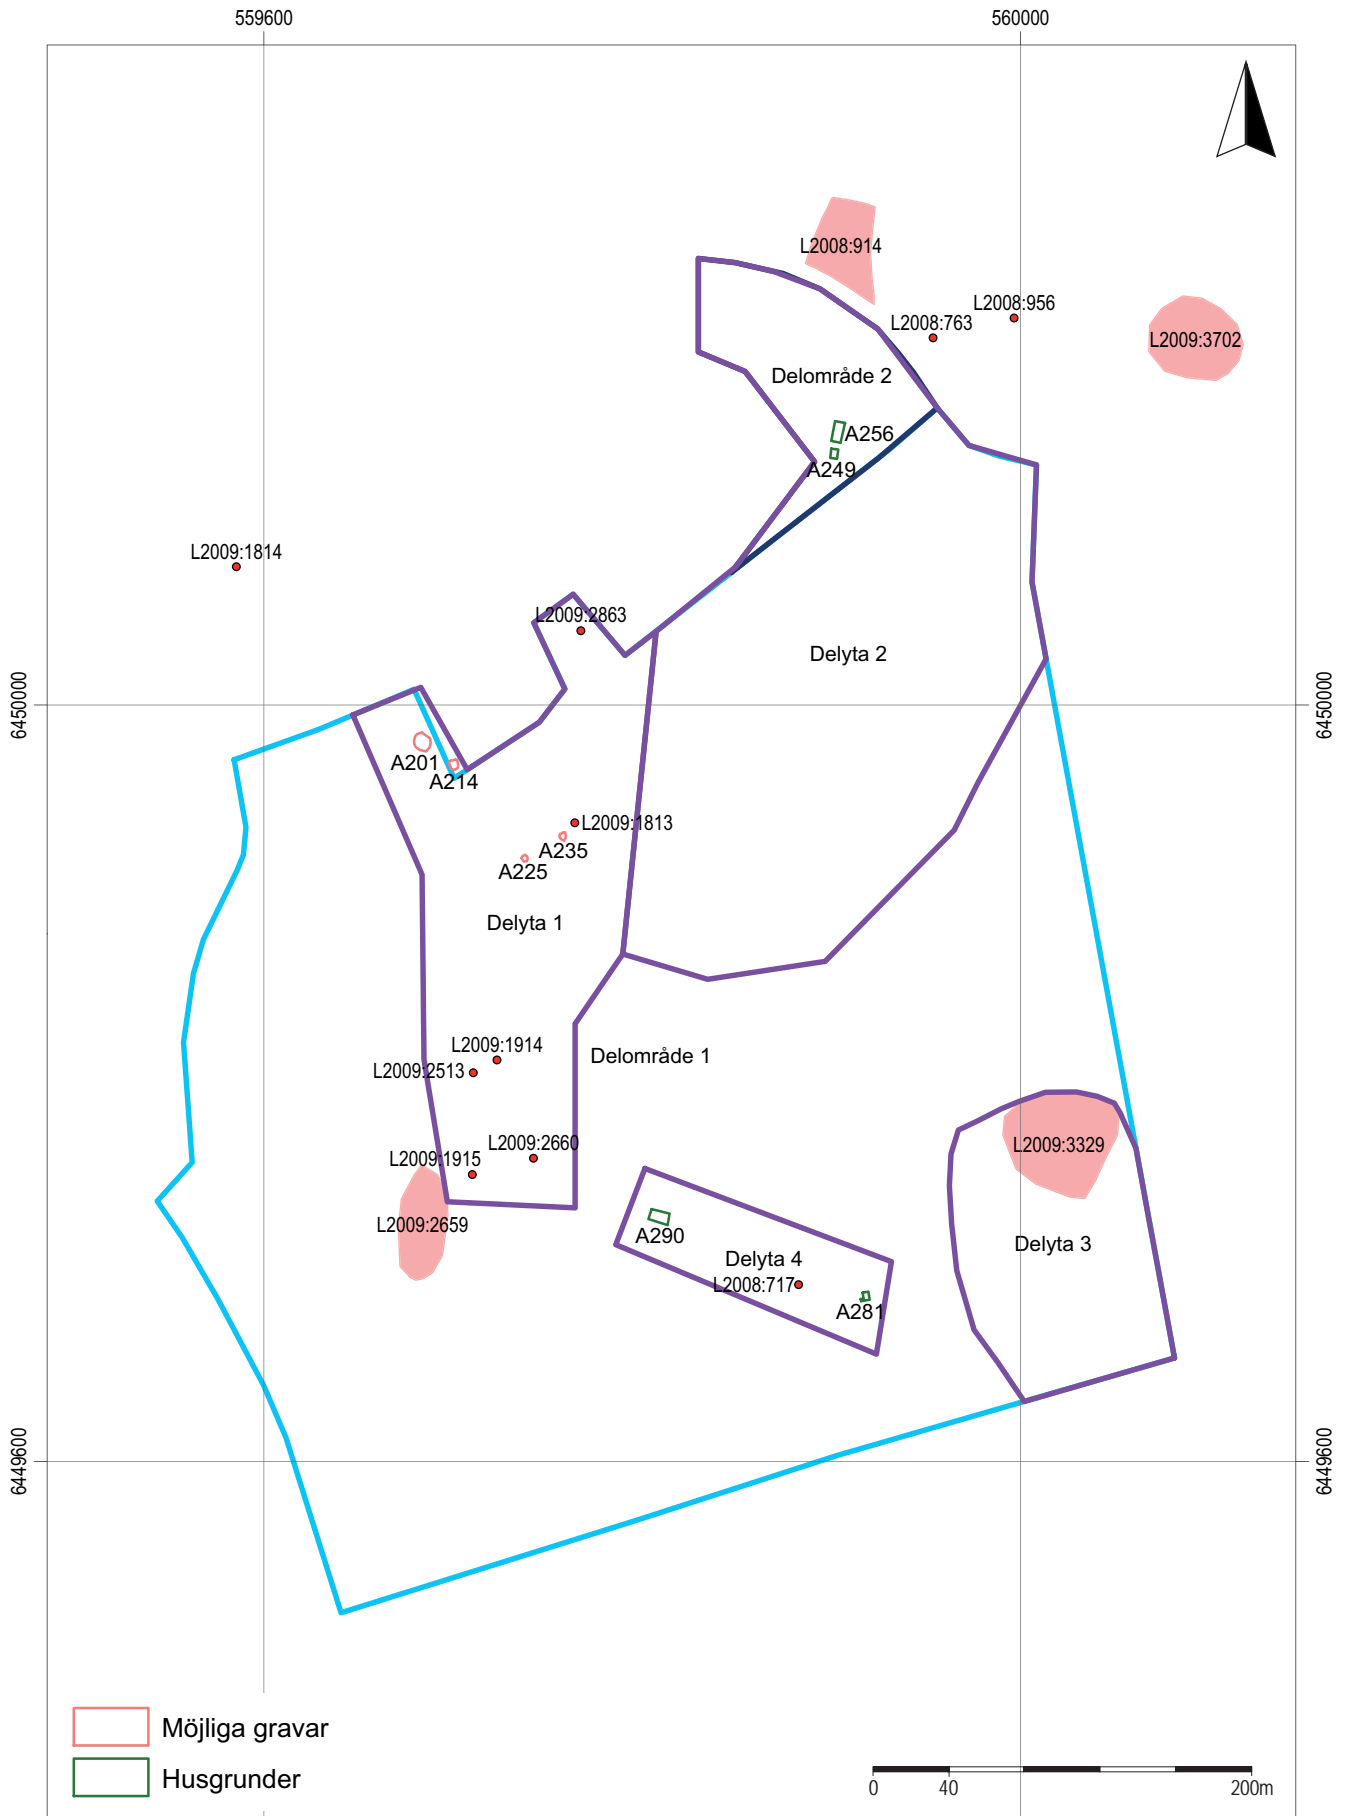 559600
560000
L2008:914
L2008:956
L2008:763
L2009:3702
Delområde 2
A256
A249
L2009:1814
L2009:2863
Delyta 2
6450000
6450000
A201
A214
L2009:1813
A235
A225
Delyta 1
L2009:1914
Delområde 1
L2009:2513
L2009:2660
L2009:3329
L2009:1915
L2009:2659
A290
Delyta 3
Delyta 4
L2008:717
A281
6449600
6449600
Möjliga gravar
Husgrunder
0
40
200m